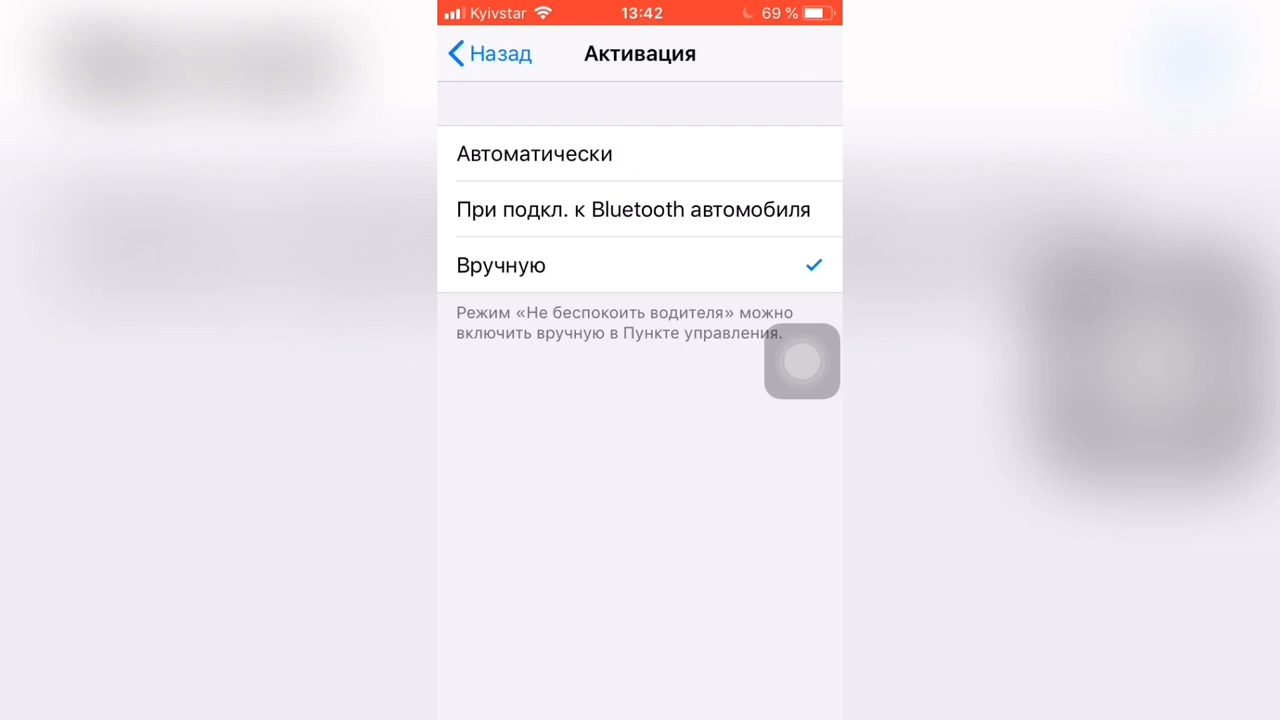 Kyivstar 13:42 69 %
Назад Активация
Автоматически
При подкл. к Bluetooth автомобиля
Вручную
Режим «Не беспокоить водителя» можно
включить вручную в Пункте управления.